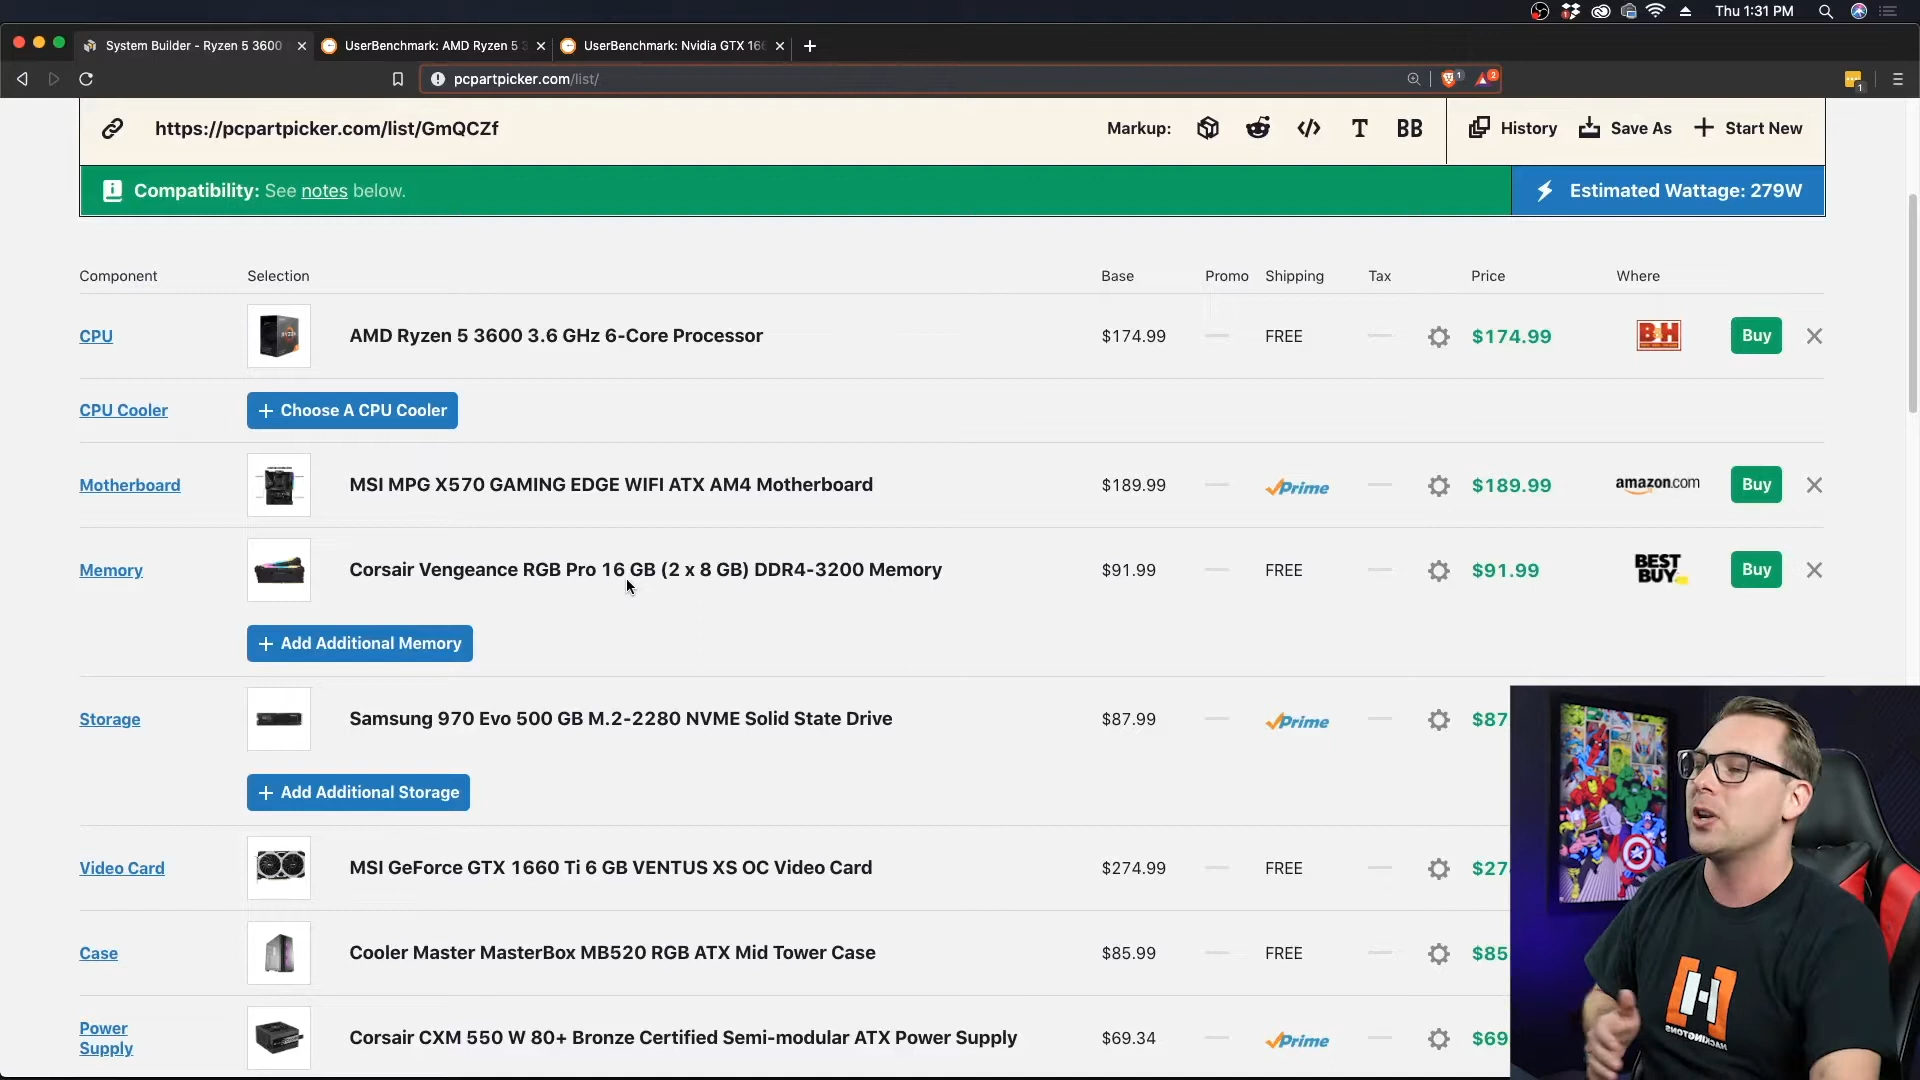 Thu 1:31 PM
System Builder - Ryzen 5 3600
UserBenchmark: AMD Ryzen 5 3
UserBenchmark: Nvidia GTX 166
pcpartpicker.com/list/
1
2
1
https://pcpartpicker.com/list/GmQCZf
Markup:
T
BB
History
Save As
Start New
Compatibility: See notes below.
Estimated Wattage: 279W
Component Selection Base Promo Shipping Tax Price Where
CPU AMD Ryzen 5 3600 3.6 GHz 6-Core Processor $174.99 FREE $174.99 B&H Buy
CPU Cooler + Choose A CPU Cooler
Motherboard MSI MPG X570 GAMING EDGE WIFI ATX AM4 Motherboard $189.99 Prime $189.99 amazon.com Buy
Memory Corsair Vengeance RGB Pro 16 GB (2 x 8 GB) DDR4-3200 Memory $91.99 FREE $91.99 BEST BUY Buy
+ Add Additional Memory
Storage Samsung 970 Evo 500 GB M.2-2280 NVME Solid State Drive $87.99 Prime $87
+ Add Additional Storage
Video Card MSI GeForce GTX 1660 Ti 6 GB VENTUS XS OC Video Card $274.99 FREE $27
Case Cooler Master MasterBox MB520 RGB ATX Mid Tower Case $85.99 FREE $85
Power Supply Corsair CXM 550 W 80+ Bronze Certified Semi-modular ATX Power Supply $69.34 Prime $69
HACKINGTONS